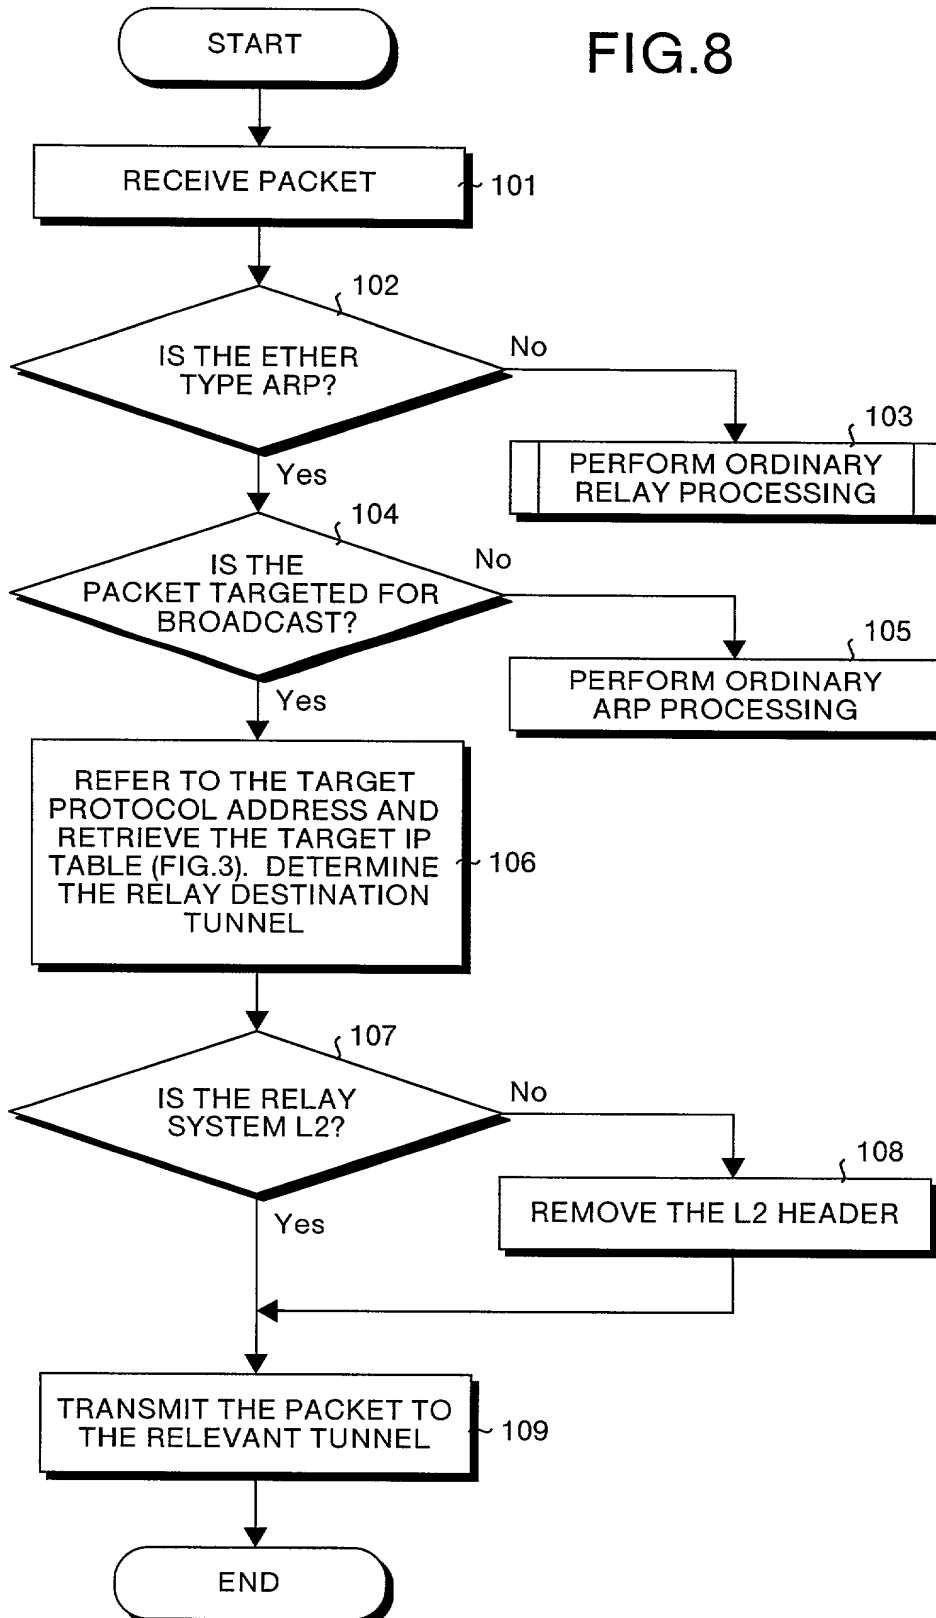 START
FIG.8
RECEIVE PACKET
101
102
IS THE ETHER
TYPE ARP?
No
Yes
103
PERFORM ORDINARY
RELAY PROCESSING
104
IS THE
PACKET TARGETED FOR
BROADCAST?
No
Yes
105
PERFORM ORDINARY
ARP PROCESSING
REFER TO THE TARGET
PROTOCOL ADDRESS AND
RETRIEVE THE TARGET IP
TABLE (FIG.3). DETERMINE
THE RELAY DESTINATION
TUNNEL
106
107
IS THE RELAY
SYSTEM L2?
No
Yes
108
REMOVE THE L2 HEADER
TRANSMIT THE PACKET TO
THE RELEVANT TUNNEL
109
END